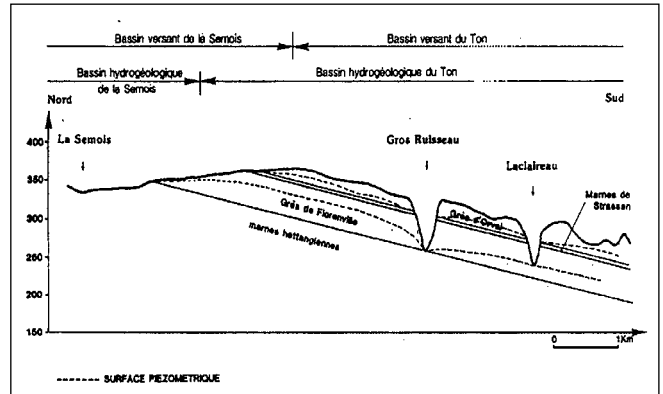 Bassin versant de la Semois
Bassin versant du Ton
Bassin hydrogéologique
de la Semois
Bassin hydrogéologique du Ton
Nord
Sud
La Semois
Gros Ruisseau
Laclaireau
400
350
300
260
200
150
Grès de Florenville
marnes hettangiennes
Grès d'Orval
Marnes de
Strassen
0 1Km
SURFACE PIEZOMETRIQUE